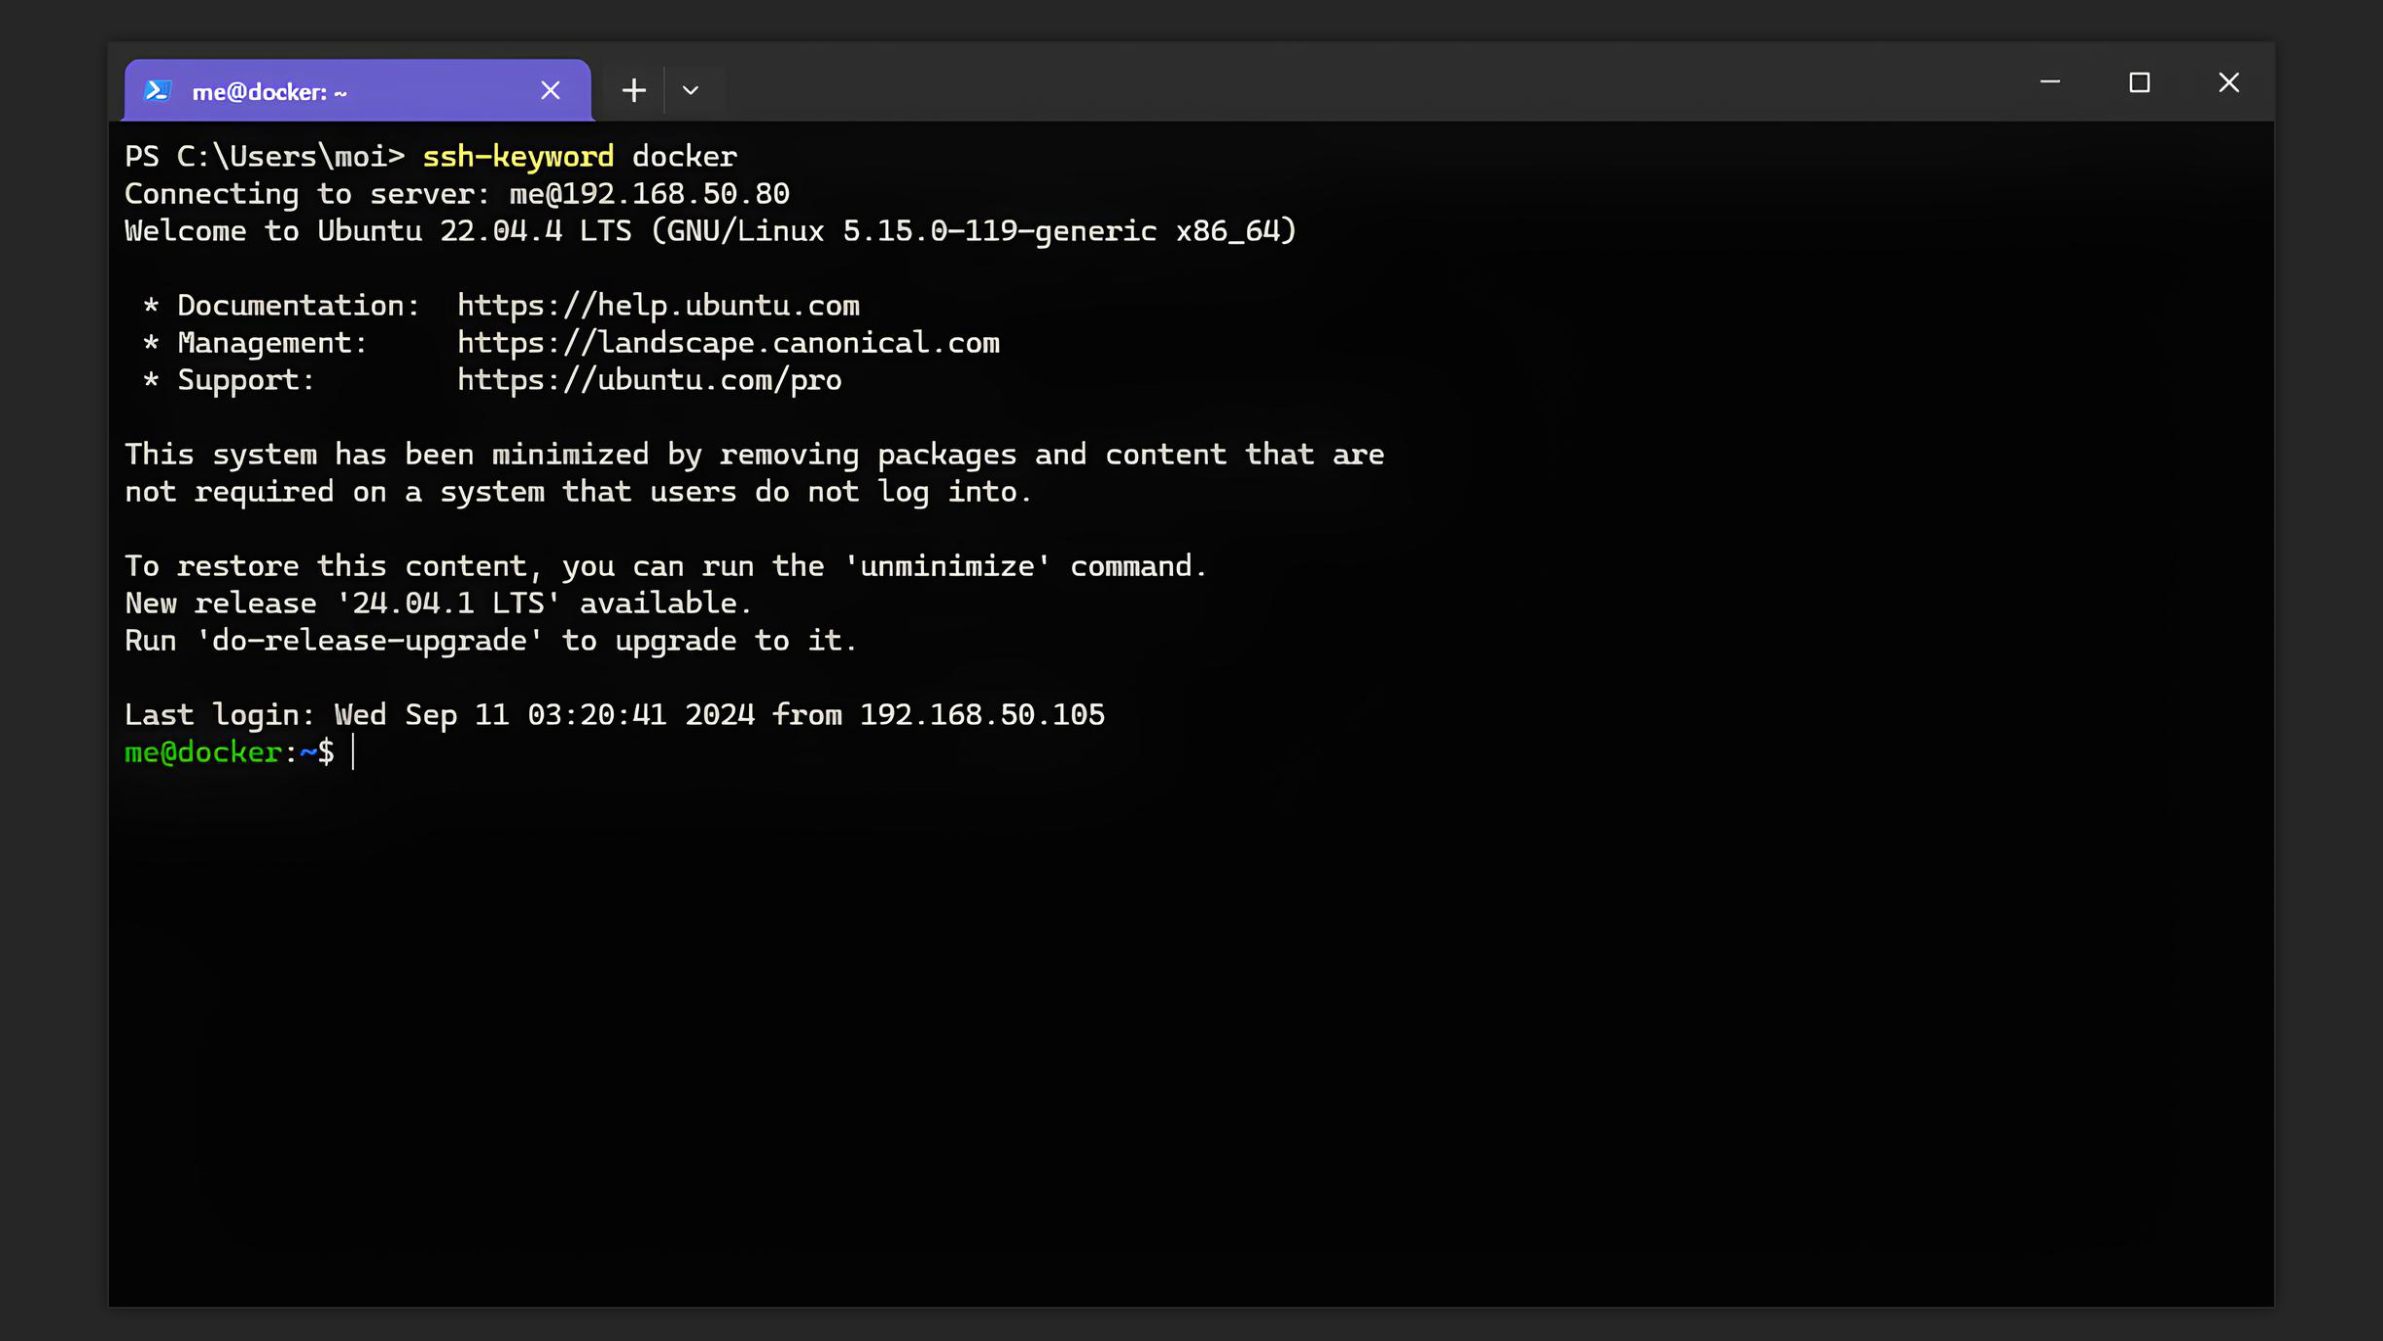 me@docker: ~
PS C:\Users\moi> ssh-keyword docker
Connecting to server: me@192.168.50.80
Welcome to Ubuntu 22.04.4 LTS (GNU/Linux 5.15.0-119-generic x86_64)
* Documentation:  https://help.ubuntu.com
* Management:     https://landscape.canonical.com
* Support:        https://ubuntu.com/pro
This system has been minimized by removing packages and content that are
not required on a system that users do not log into.
To restore this content, you can run the 'unminimize' command.
New release '24.04.1 LTS' available.
Run 'do-release-upgrade' to upgrade to it.
Last login: Wed Sep 11 03:20:41 2024 from 192.168.50.105
me@docker:~$